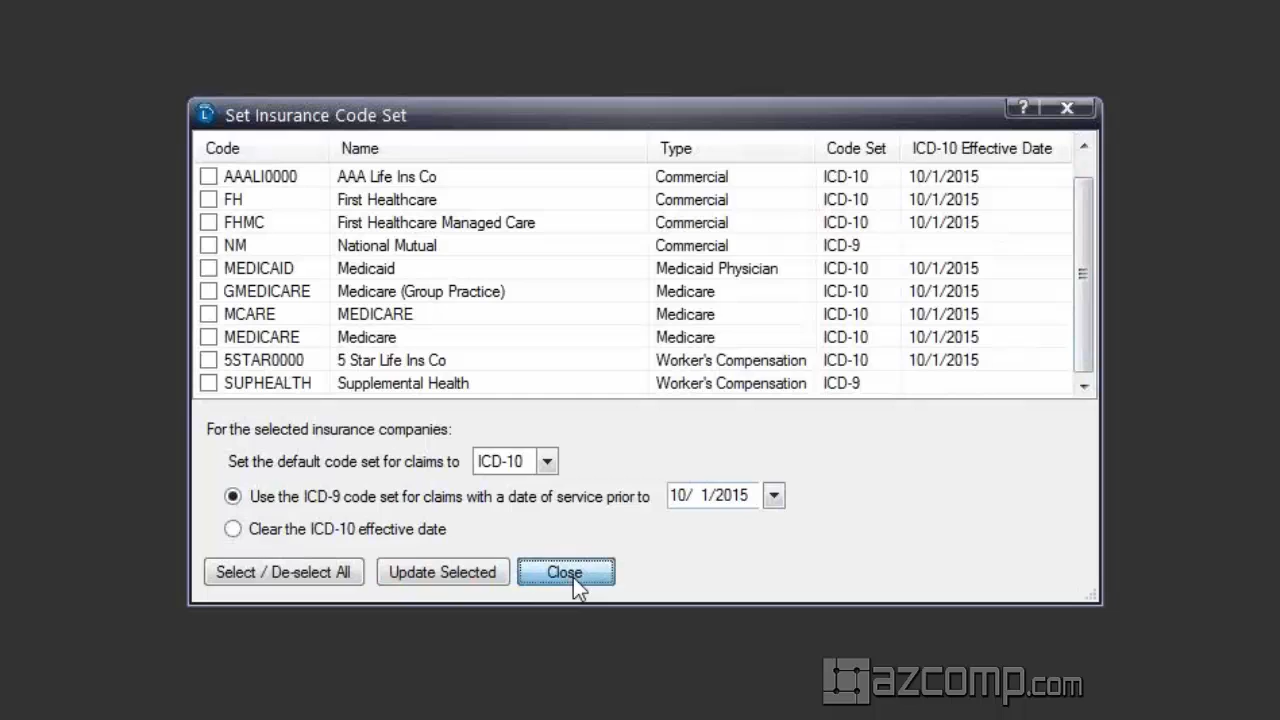 Set Insurance Code Set
? X
Code Name Type Code Set ICD-10 Effective Date
AAALI0000 AAA Life Ins Co Commercial ICD-10 10/1/2015
FH First Healthcare Commercial ICD-10 10/1/2015
FHMC First Healthcare Managed Care Commercial ICD-10 10/1/2015
NM National Mutual Commercial ICD-9
MEDICAID Medicaid Medicaid Physician ICD-10 10/1/2015
GMEDICARE Medicare (Group Practice) Medicare ICD-10 10/1/2015
MCARE MEDICARE Medicare ICD-10 10/1/2015
MEDICARE Medicare Medicare ICD-10 10/1/2015
5STAR0000 5 Star Life Ins Co Worker's Compensation ICD-10 10/1/2015
SUPHEALTH Supplemental Health Worker's Compensation ICD-9
For the selected insurance companies:
Set the default code set for claims to ICD-10
Use the ICD-9 code set for claims with a date of service prior to 10/ 1/2015
Clear the ICD-10 effective date
Select / De-select All Update Selected Close
azcomp.com